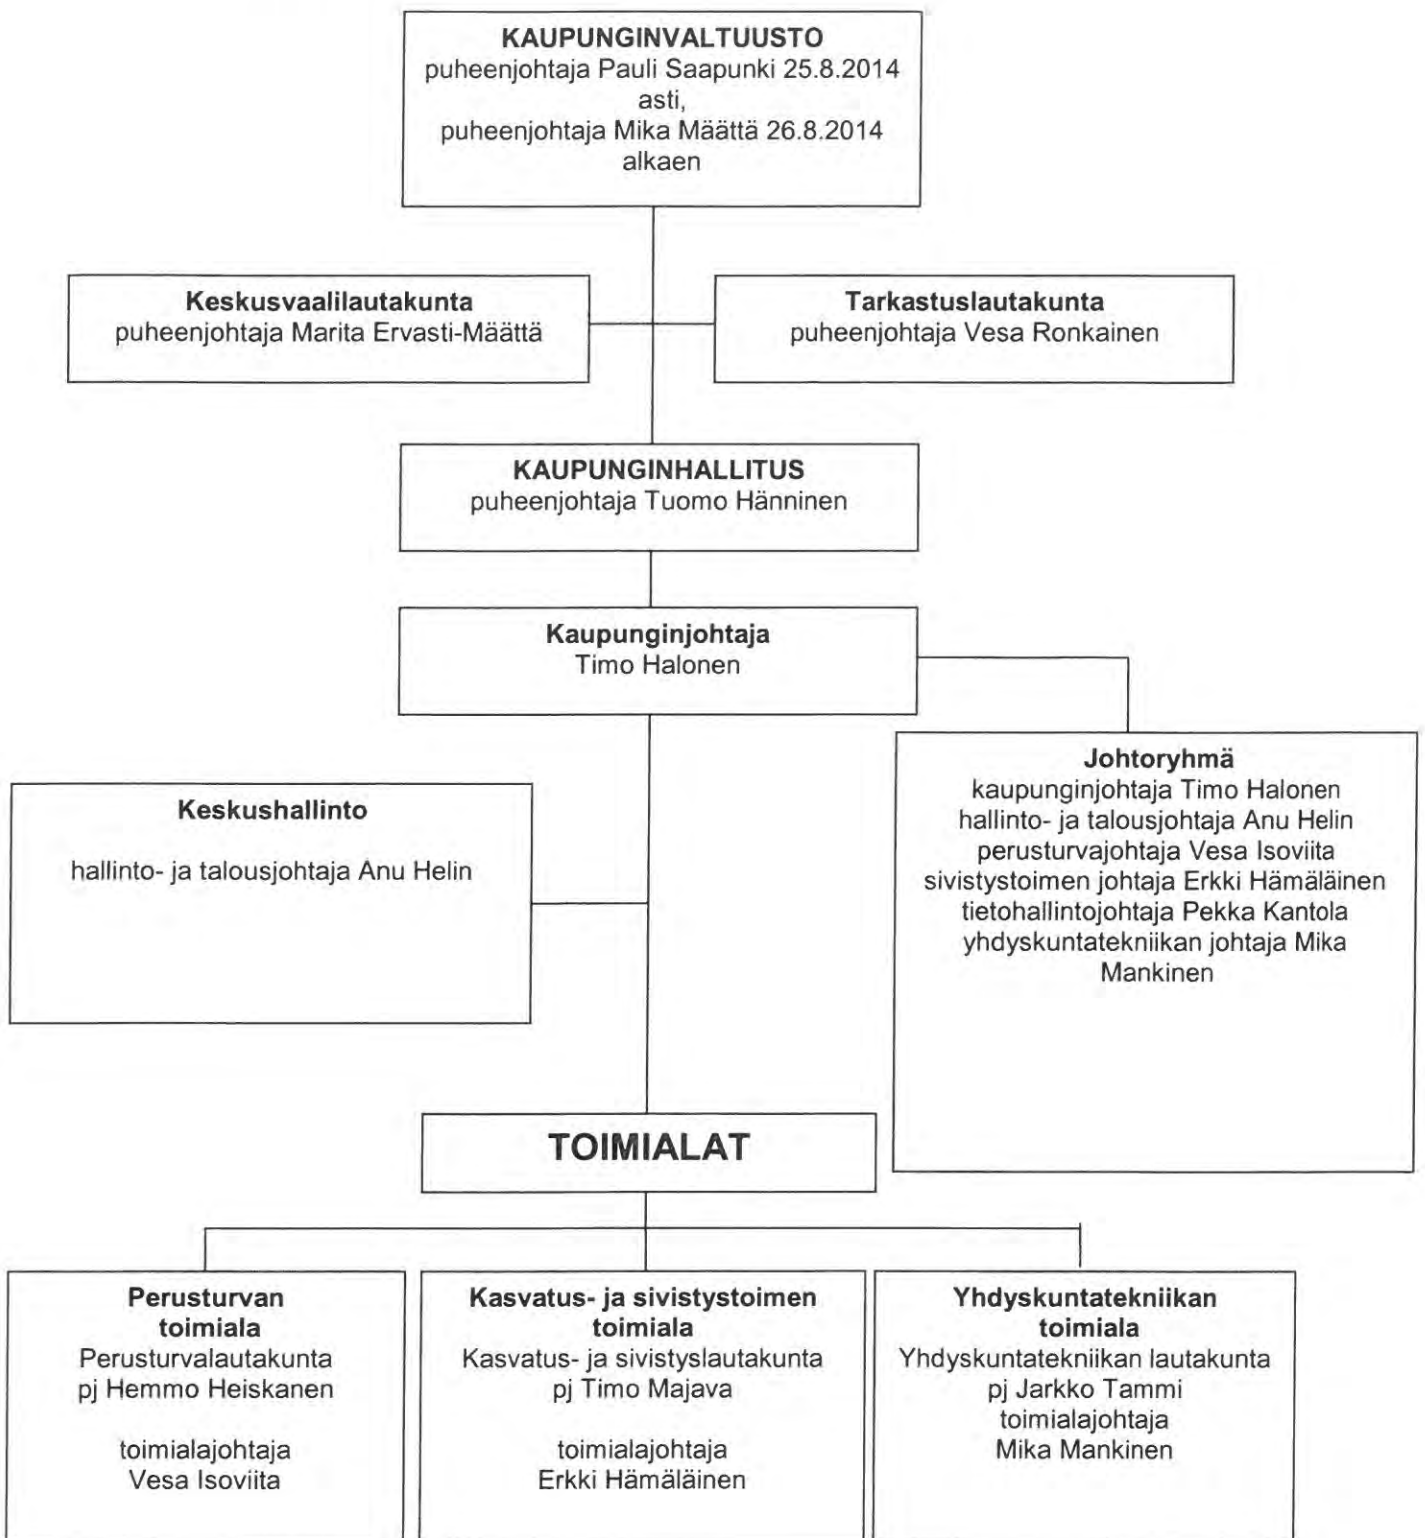 KAUPUNGINVALTUUSTO
puheenjohtaja Pauli Saapunki 25.8.2014
asti,
puheenjohtaja Mika Määttä 26.8.2014
alkaen
Keskusvaalilautakunta
puheenjohtaja Marita Ervasti-Määttä
Tarkastuslautakunta
puheenjohtaja Vesa Ronkainen
KAUPUNGINHALLITUS
puheenjohtaja Tuomo Hänninen
Kaupunginjohtaja
Timo Halonen
Johtoryhmä
kaupunginjohtaja Timo Halonen
hallinto- ja talousjohtaja Anu Helin
perusturvajohtaja Vesa Isoviita
sivistystoimen johtaja Erkki Hämäläinen
tietohallintojohtaja Pekka Kantola
yhdyskuntatekniikan johtaja Mika
Mankinen
Keskushallinto
hallinto- ja talousjohtaja Anu Helin
TOIMIALAT
Perusturvan
toimiala
Perusturvalautakunta
pj Hemmo Heiskanen
toimialajohtaja
Vesa Isoviita
Kasvatus- ja sivistystoimen
toimiala
Kasvatus- ja sivistyslautakunta
pj Timo Majava
toimialajohtaja
Erkki Hämäläinen
Yhdyskuntatekniikan
toimiala
Yhdyskuntatekniikan lautakunta
pj Jarkko Tammi
toimialajohtaja
Mika Mankinen